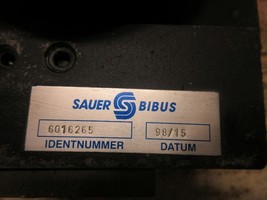 SAUER BIBUS
6016265 98/15
IDENTNUMMER DATUM